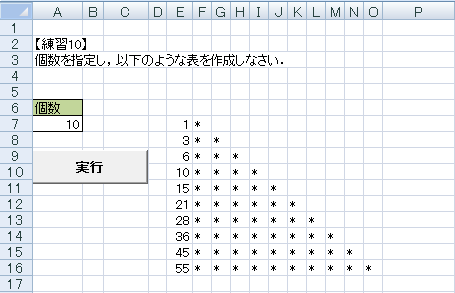 A B C D E F G H I J K L M N O P
1
2 【練習10】
3 個数を指定し，以下のような表を作成しなさい．
4
5
6 個数
7 10 1 *
8 3 * *
9 実行 6 * * *
10 10 * * * *
11 15 * * * * *
12 21 * * * * * *
13 28 * * * * * * *
14 36 * * * * * * * *
15 45 * * * * * * * * *
16 55 * * * * * * * * * *
17